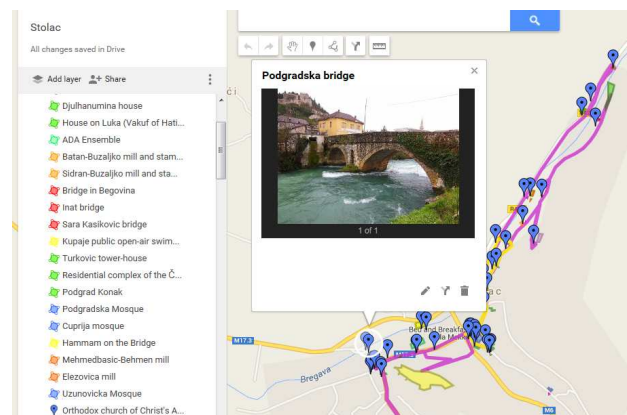 Stolac
All changes saved in Drive
Add layer
Share
Djulhanumina house
House on Luka (Vakuf of Hati...
ADA Ensemble
Batan-Buzaljko mill and stam...
Sidran-Buzaljko mill and sta...
Bridge in Begovina
Inat bridge
Sara Kasikovic bridge
Kupaje public open-air swim...
Turkovic tower-house
Residential complex of the Č...
Podgrad Konak
Podgradska Mosque
Cuprija mosque
Hammam on the Bridge
Mehmedbasic-Behmen mill
Elezovica mill
Uzunovicka Mosque
Orthodox church of Christ's A...
Podgradska bridge
1 of 1
Bed and Breakfas
M17.3
Bregava
M6